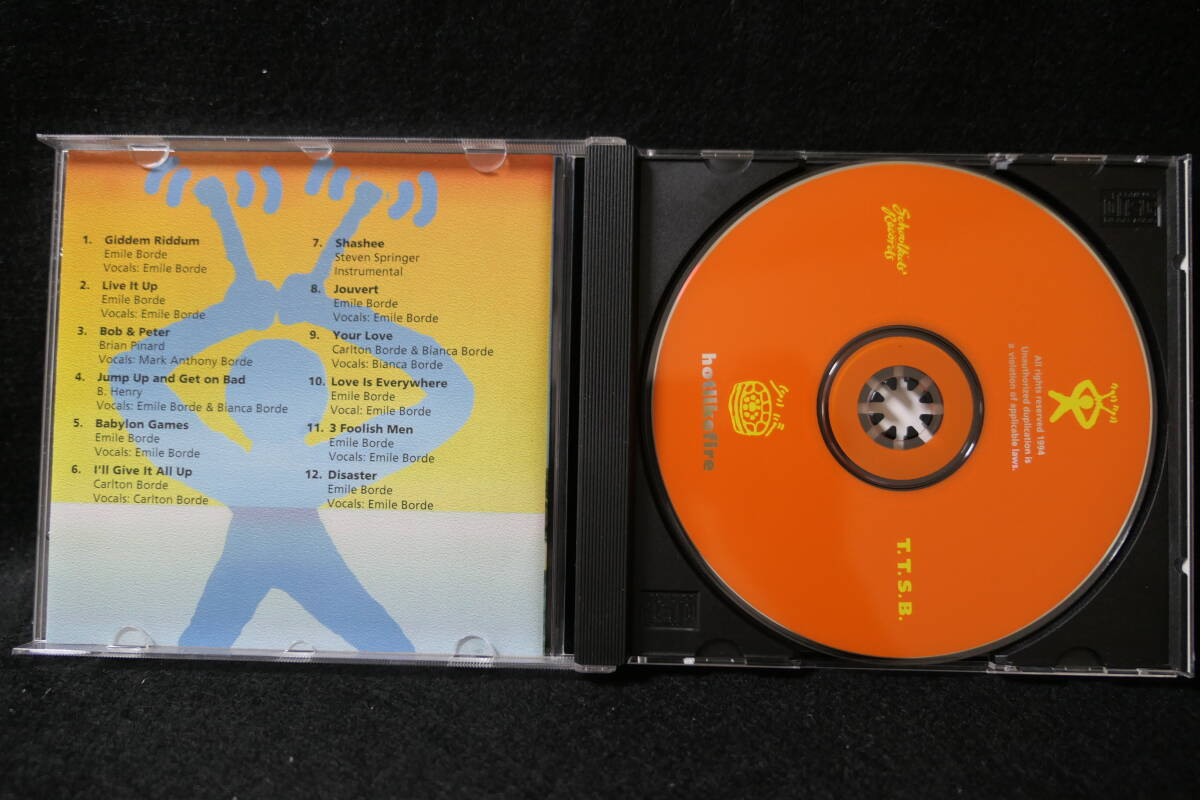 1. Giddem Riddum
Emile Borde
Vocals: Emile Borde
2. Live It Up
Emile Borde
Vocals: Emile Borde
3. Bob & Peter
Brian Pinard
Vocals: Mark Anthony Borde
4. Jump Up and Get on Bad
B. Henry
Vocals: Emile Borde & Bianca Borde
5. Babylon Games
Emile Borde
Vocals: Emile Borde
6. I'll Give It All Up
Carlton Borde
Vocals: Carlton Borde
7. Shashee
Steven Springer
Instrumental
8. Jouvert
Emile Borde
Vocals: Emile Borde
9. Your Love
Carlton Borde & Bianca Borde
Vocals: Bianca Borde
10. Love Is Everywhere
Emile Borde
Vocal: Emile Borde
11. 3 Foolish Men
Emile Borde
Vocals: Emile Borde
12. Disaster
Emile Borde
Vocals: Emile Borde
Schoolkids'
Records
All rights reserved 1994
Unauthorized duplication is
a violation of applicable laws.
hotlikefire
T.T.S.B.